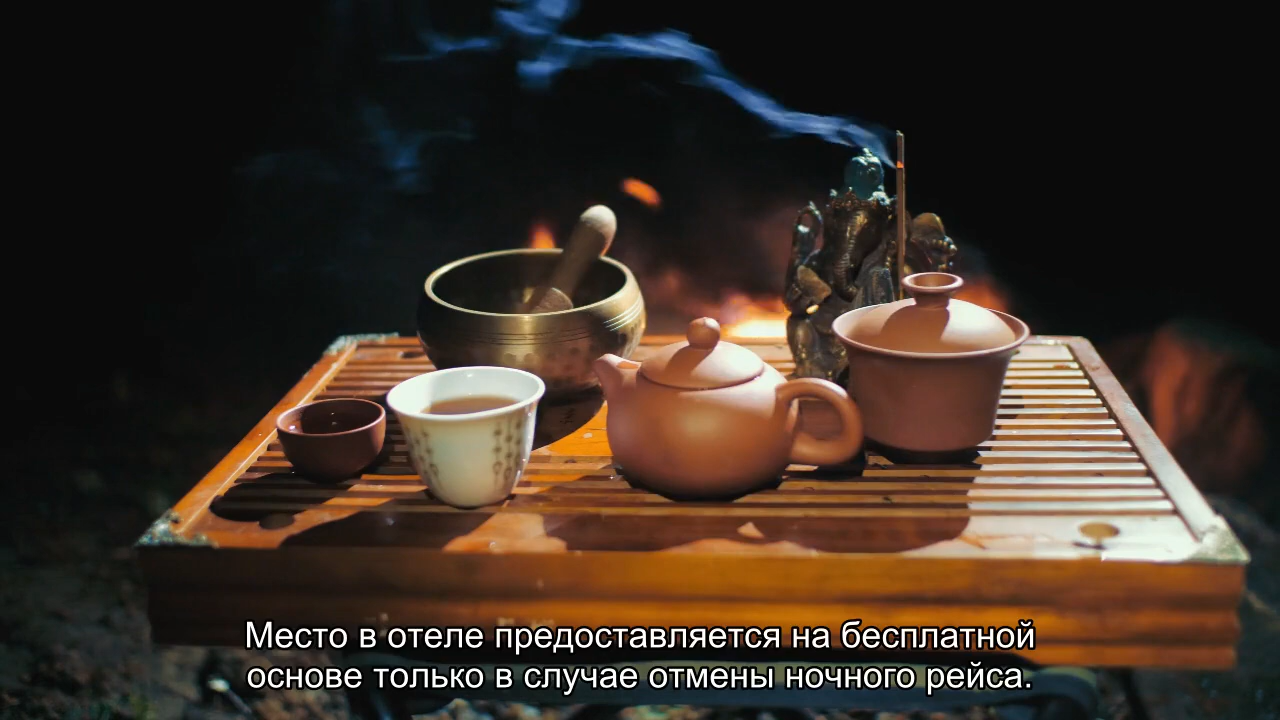 Место в отеле предоставляется на бесплатной
основе только в случае отмены ночного рейса.